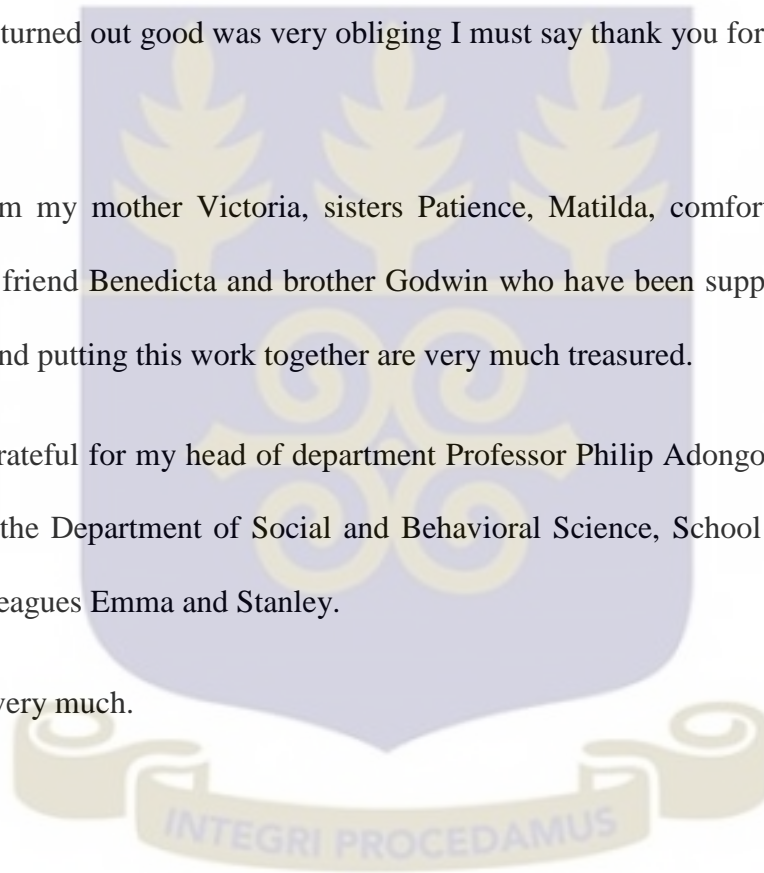 turned out good was very obliging I must say thank you for
my mother Victoria, sisters Patience, Matilda, comfor
friend Benedicta and brother Godwin who have been supp
nd putting this work together are very much treasured.
rateful for my head of department Professor Philip Adongo
the Department of Social and Behavioral Science, School
eagues Emma and Stanley.
very much.
INTEGRI PROCEDAMUS